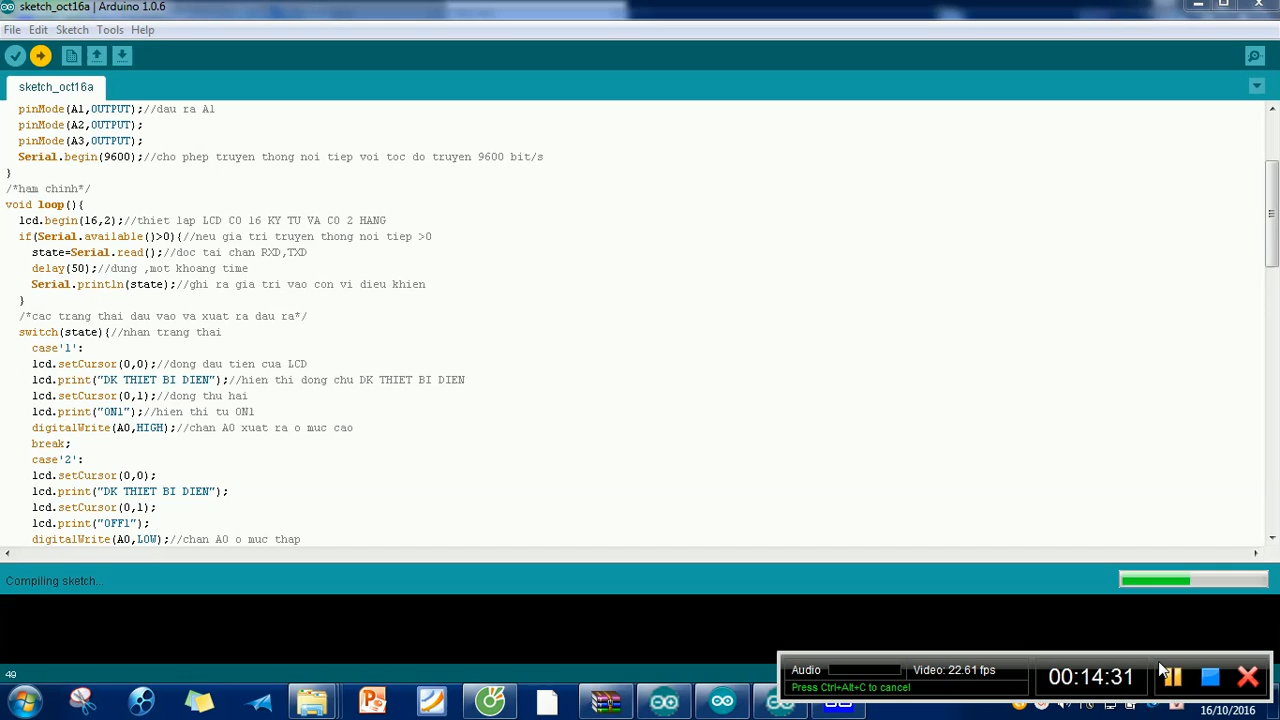 sketch_oct16a | Arduino 1.0.6
File Edit Sketch Tools Help
sketch_oct16a
pinMode(A1,OUTPUT);//dau ra A1
pinMode(A2,OUTPUT);
pinMode(A3,OUTPUT);
Serial.begin(9600);//cho phep truyen thong noi tiep voi toc do truyen 9600 bit/s
}
/*ham chinh*/
void loop(){
lcd.begin(16,2);//thiet lap LCD CO 16 KY TU VA CO 2 HANG
if(Serial.available()>0){//neu gia tri truyen thong noi tiep >0
state=Serial.read();//doc tai chan RXD,TXD
delay(50);//dung ,mot khoang time
Serial.println(state);//ghi ra gia tri vao con vi dieu khien
}
/*cac trang thai dau vao va xuat ra dau ra*/
switch(state){//nhan trang thai
case'1':
lcd.setCursor(0,0);//dong dau tien cua LCD
lcd.print("DK THIET BI DIEN");//hien thi dong chu DK THIET BI DIEN
lcd.setCursor(0,1);//dong thu hai
lcd.print("ON1");//hien thi tu ON1
digitalWrite(A0,HIGH);//chan A0 xuat ra o muc cao
break;
case'2':
lcd.setCursor(0,0);
lcd.print("DK THIET BI DIEN");
lcd.setCursor(0,1);
lcd.print("OFF1");
digitalWrite(A0,LOW);//chan A0 o muc thap
Compiling sketch...
49
Audio Video: 22.61 fps
Press Ctrl+Alt+C to cancel
00:14:31
16/10/2016